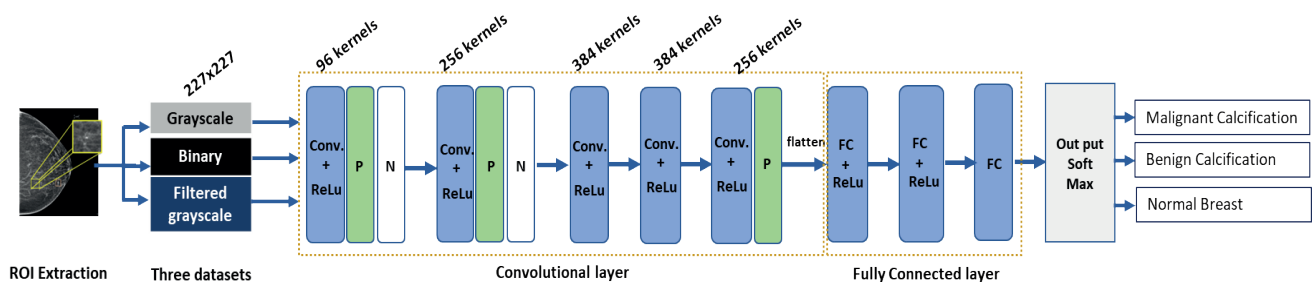 227x227
96 kernels
256 kernels
384 kernels
384 kernels
256 kernels
Grayscale
Binary
Filtered
grayscale
Conv.
+
ReLu
P
N
Conv.
+
ReLu
P
N
Conv.
+
ReLu
Conv.
+
ReLu
Conv.
+
ReLu
P
flatten
FC
+
ReLu
FC
+
ReLu
FC
Out put
Soft
Max
Malignant Calcification
Benign Calcification
Normal Breast
ROI Extraction
Three datasets
Convolutional layer
Fully Connected layer